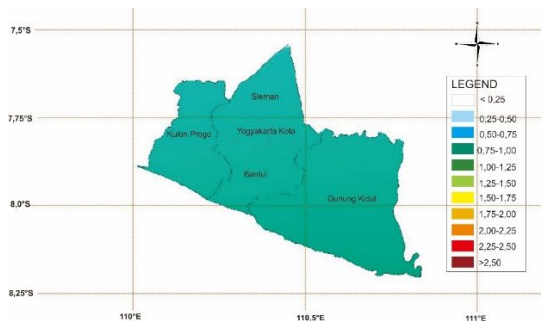 7,5°S
7,75°S
8,0°S
8,25°S
110°E
110,5°E
111°E
Sleman
Kulon Progo
Yogyakarta Kota
Bantul
Gunung Kidul
LEGEND
< 0,25
0,25-0,50
0,50-0,75
0,75-1,00
1,00-1,25
1,25-1,50
1,50-1,75
1,75-2,00
2,00-2,25
2,25-2,50
>2,50